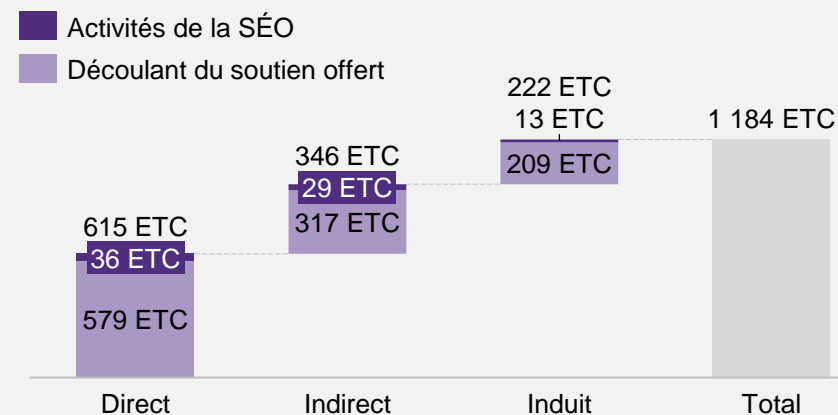 Activités de la SÉO
Découlant du soutien offert
615 ETC
36 ETC
579 ETC
346 ETC
29 ETC
317 ETC
222 ETC
13 ETC
209 ETC
1 184 ETC
Direct
Indirect
Induit
Total